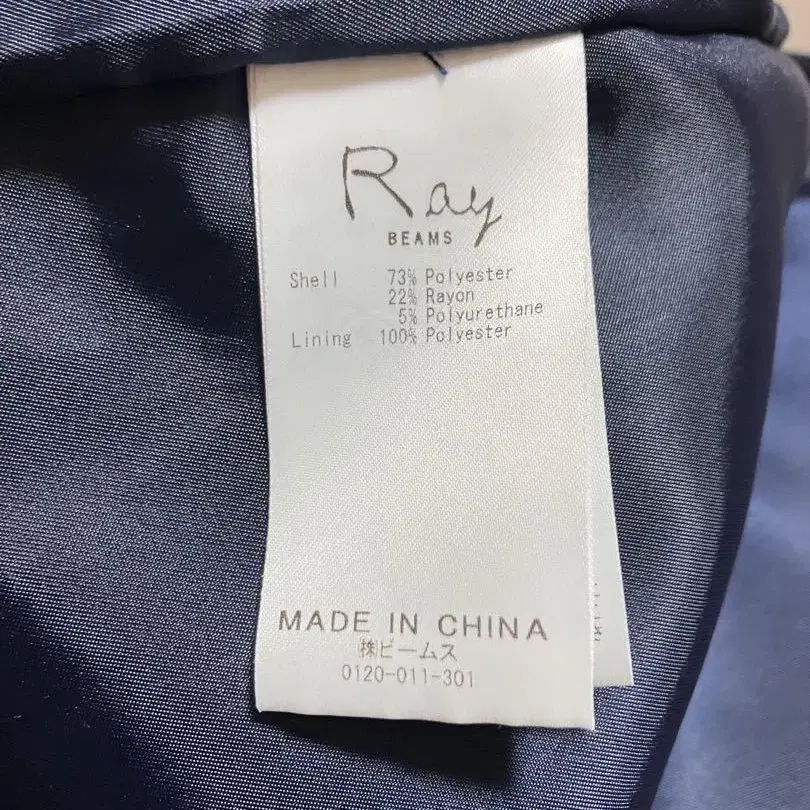 Ray
BEAMS
Shell 73% Polyester
22% Rayon
5% Polyurethane
Lining 100% Polyester
MADE IN CHINA
㈱ビームス
0120-011-301